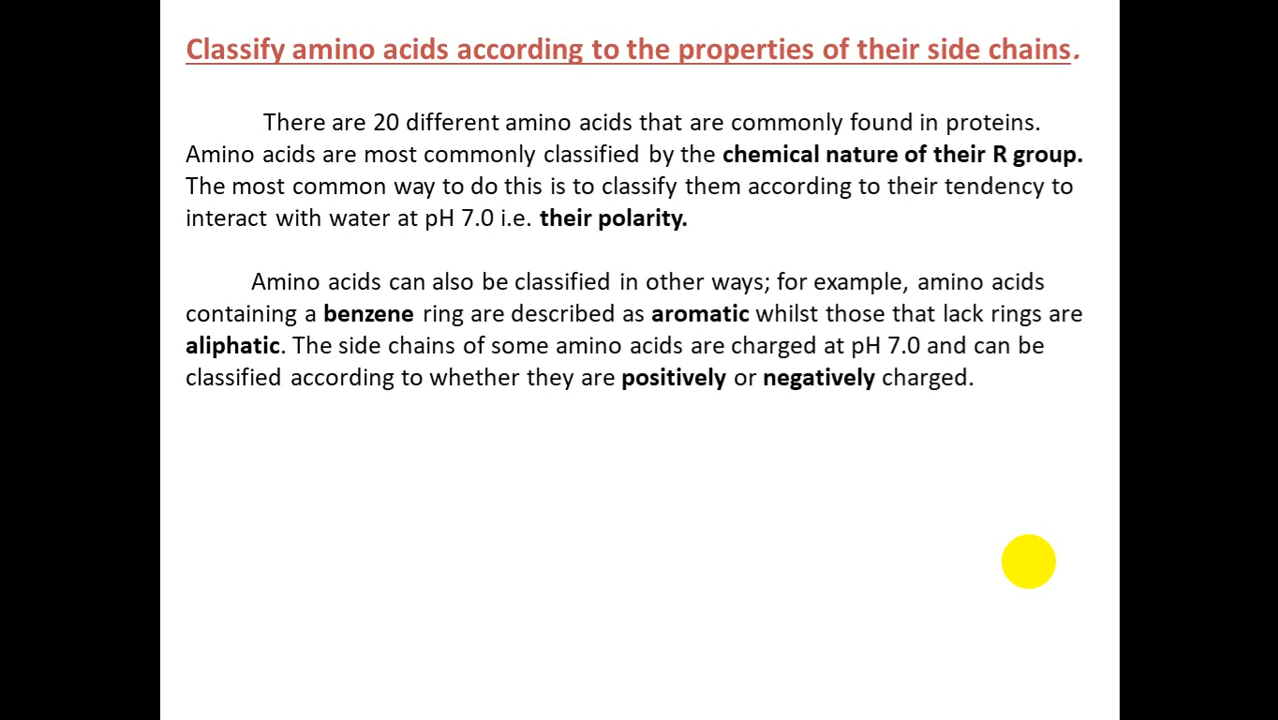 Classify amino acids according to the properties of their side chains.
There are 20 different amino acids that are commonly found in proteins.
Amino acids are most commonly classified by the chemical nature of their R group.
The most common way to do this is to classify them according to their tendency to
interact with water at pH 7.0 i.e. their polarity.
Amino acids can also be classified in other ways; for example, amino acids
containing a benzene ring are described as aromatic whilst those that lack rings are
aliphatic. The side chains of some amino acids are charged at pH 7.0 and can be
classified according to whether they are positively or negatively charged.